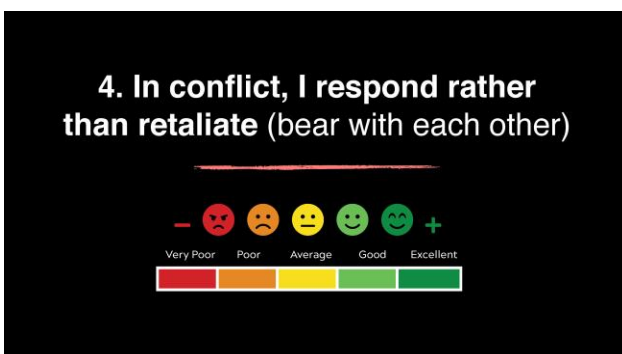 4. In conflict, I respond rather
than retaliate (bear with each other)
− +
Very Poor Poor Average Good Excellent